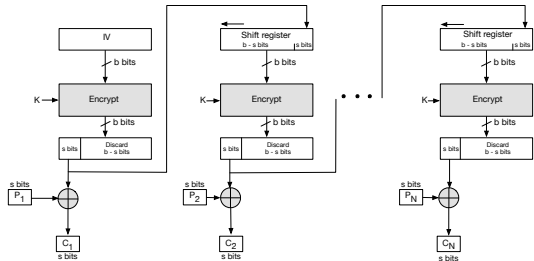 IV
b bits
K
Encrypt
b bits
s bits
Discard
b - s bits
s bits
P1
C1
s bits
Shift register
b - s bits
s bits
b bits
K
Encrypt
b bits
s bits
Discard
b - s bits
s bits
P2
C2
s bits
• • •
Shift register
b - s bits
s bits
b bits
K
Encrypt
b bits
s bits
Discard
b - s bits
s bits
PN
CN
s bits